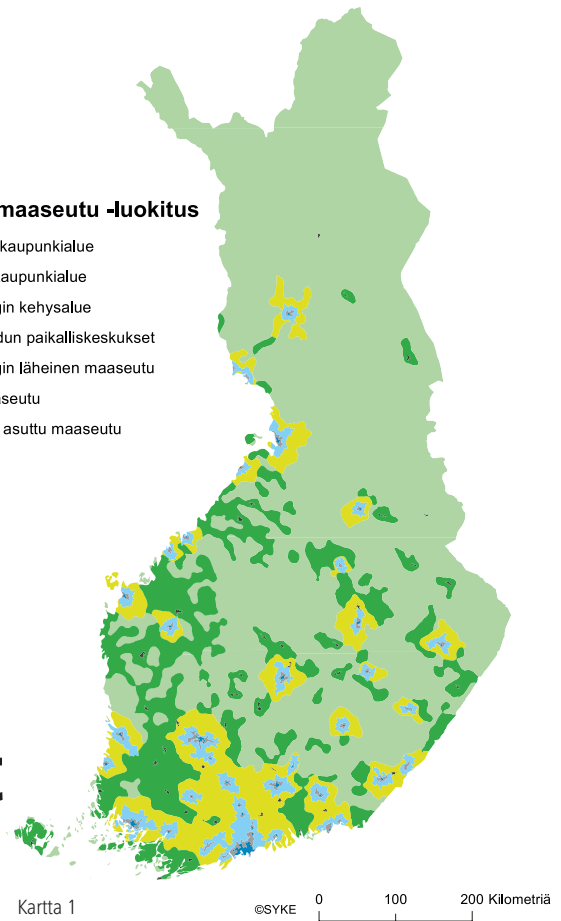 maaseutu -luokitus
kaupunkialue
aupunkialue
gin kehysalue
dun paikalliskeskukset
gin läheinen maaseutu
aseutu
asuttu maaseutu
Kartta 1
©SYKE
0 100 200 Kilometriä